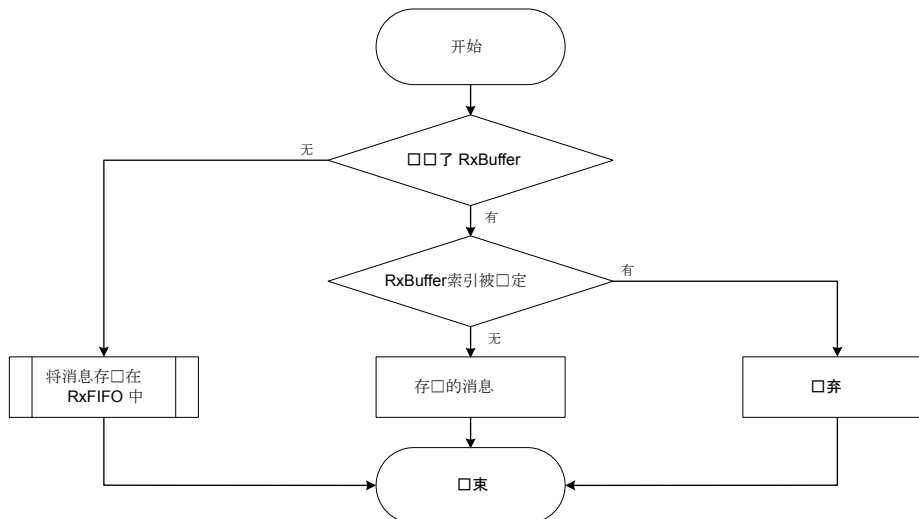 开始
无
□□了 RxBuffer
有
RxBuffer索引被□定
有
无
将消息存□在
RxFIFO 中
存□的消息
□弃
□束